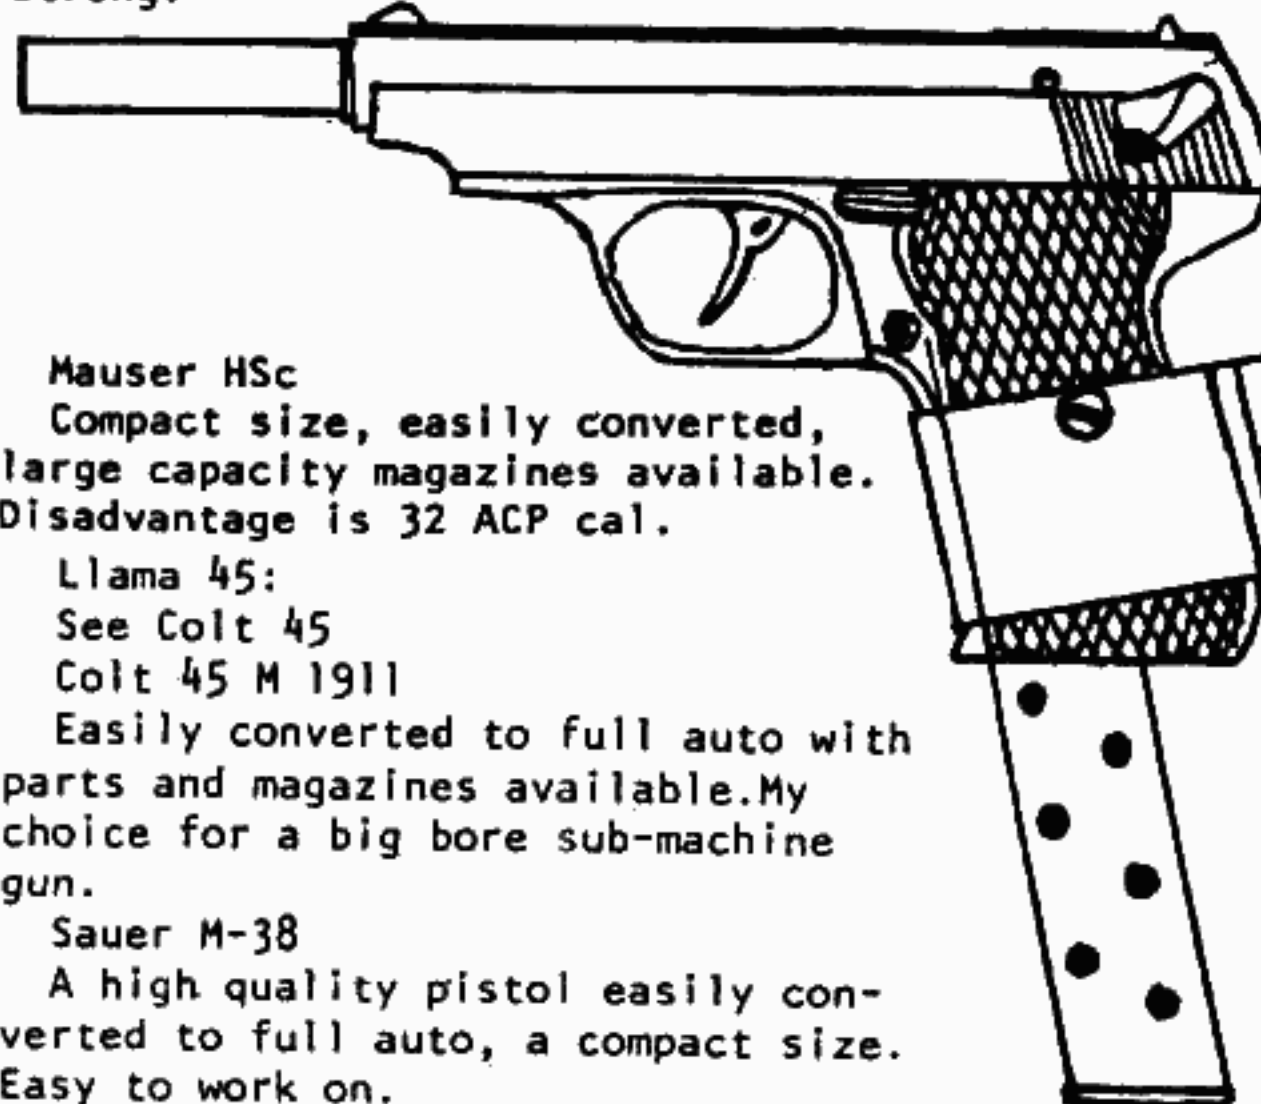 Mauser HSc
Compact size, easily converted,
large capacity magazines available.
Disadvantage is 32 ACP cal.
Llama 45:
See Colt 45
Colt 45 M 1911
Easily converted to full auto with
parts and magazines available.My
choice for a big bore sub-machine
gun.
Sauer M-38
A high quality pistol easily con-
verted to full auto, a compact size.
Easy to work on.